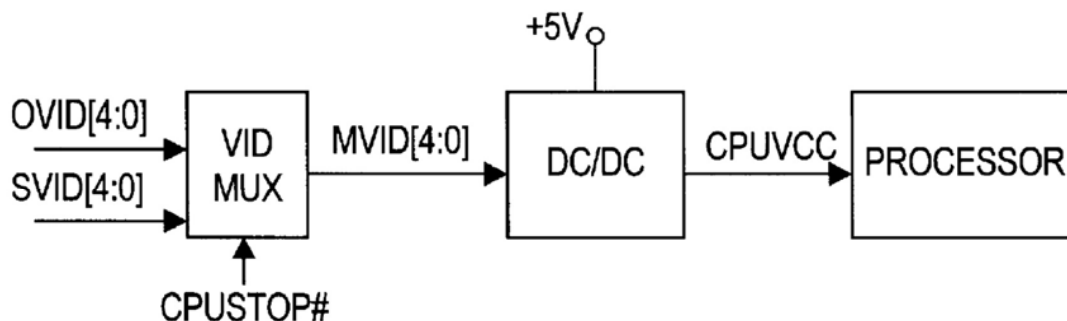 +5V
OVID[4:0]
SVID[4:0]
VID
MUX
MVID[4:0]
DC/DC
CPUVCC
PROCESSOR
CPUSTOP#